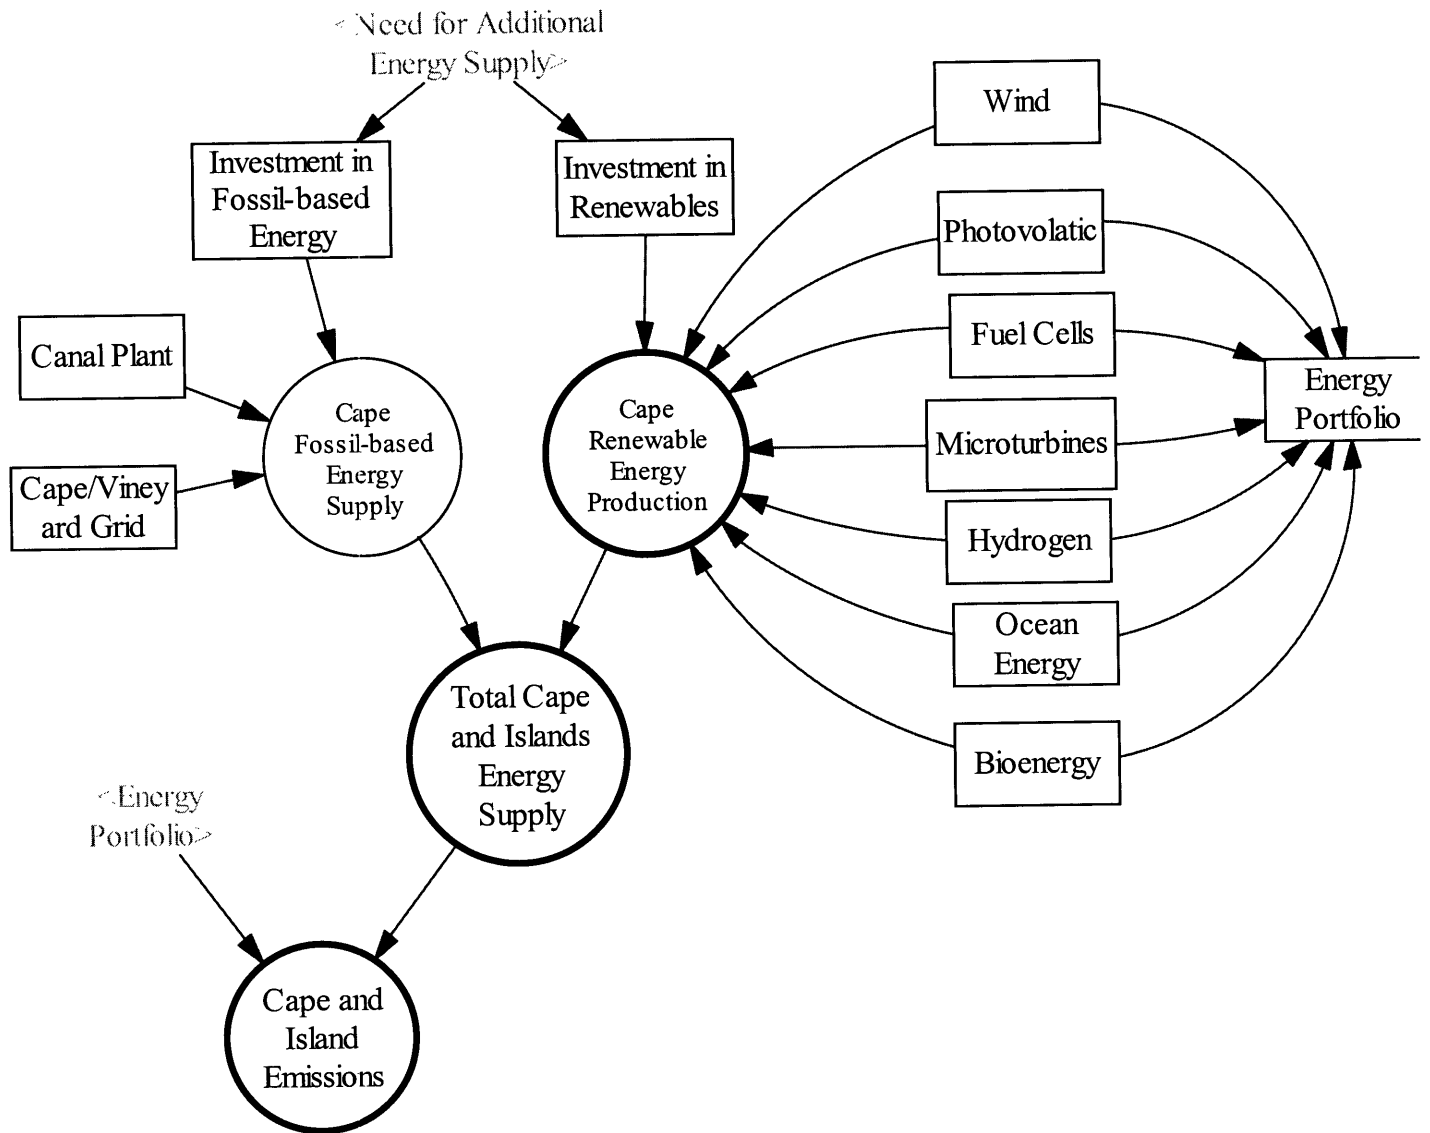 <Need for Additional
Energy Supply>
Investment in
Fossil-based
Energy
Investment in
Renewables
Canal Plant
Cape/Viney
ard Grid
Cape
Fossil-based
Energy
Supply
Cape
Renewable
Energy
Production
Wind
Photovolatic
Fuel Cells
Microturbines
Hydrogen
Ocean
Energy
Bioenergy
Energy
Portfolio
Total Cape
and Islands
Energy
Supply
<Energy
Portfolio>
Cape and
Island
Emissions